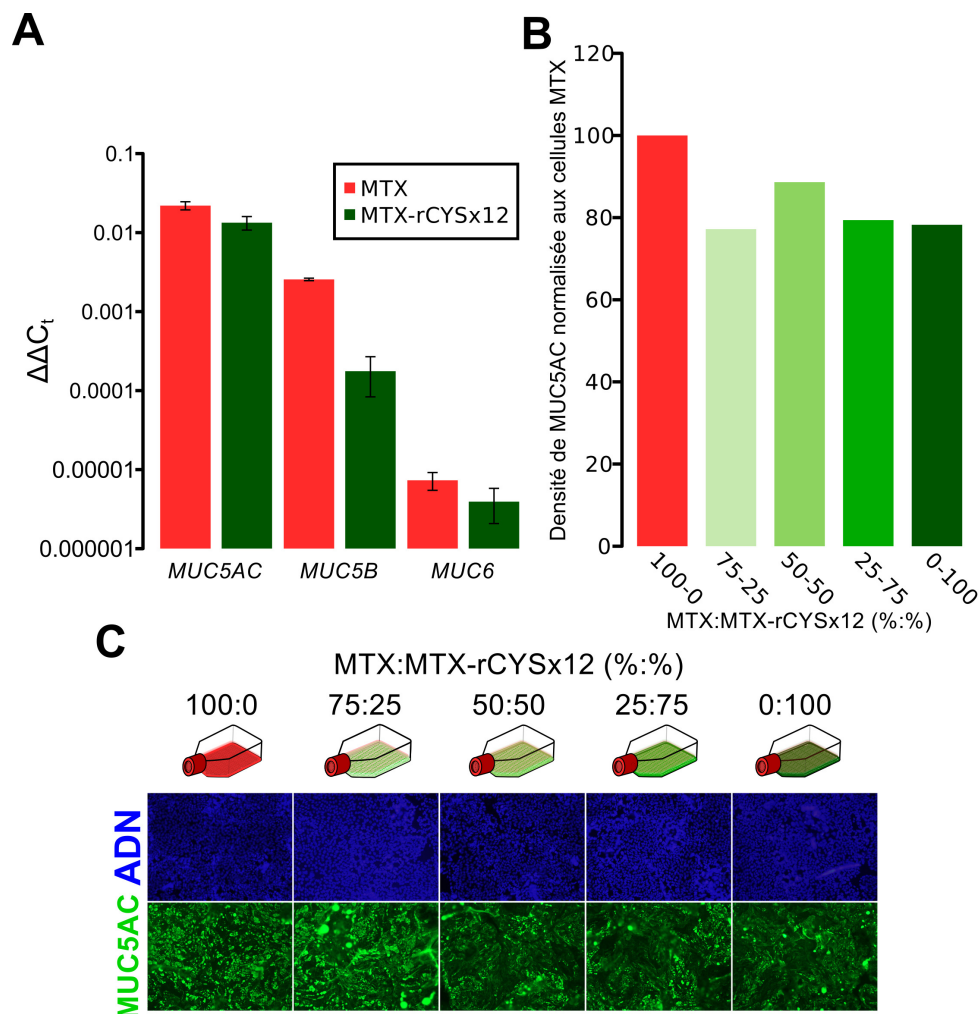 A
0.1
0.01
0.001
0.0001
0.00001
0.000001
ΔΔCt
MTX
MTX-rCYSx12
MUC5AC
MUC5B
MUC6
B
Densité de MUC5AC normalisée aux cellules MTX
120
100
80
60
40
20
0
100-0
75-25
50-50
25-75
0-100
MTX:MTX-rCYSx12 (%:%)
C
MTX:MTX-rCYSx12 (%:%)
100:0 75:25 50:50 25:75 0:100
ADN
MUC5AC